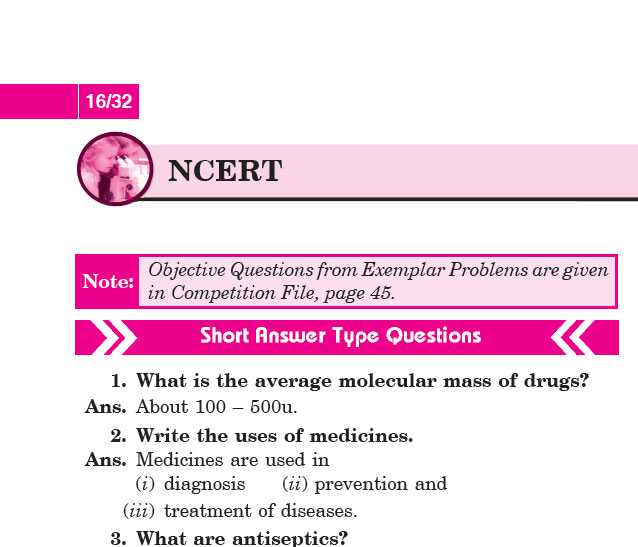 16/32
NCERT
Note: Objective Questions from Exemplar Problems are given
in Competition File, page 45.
Short Answer Type Questions
1. What is the average molecular mass of drugs?
Ans. About 100 – 500u.
2. Write the uses of medicines.
Ans. Medicines are used in
(i) diagnosis (ii) prevention and
(iii) treatment of diseases.
3. What are antiseptics?